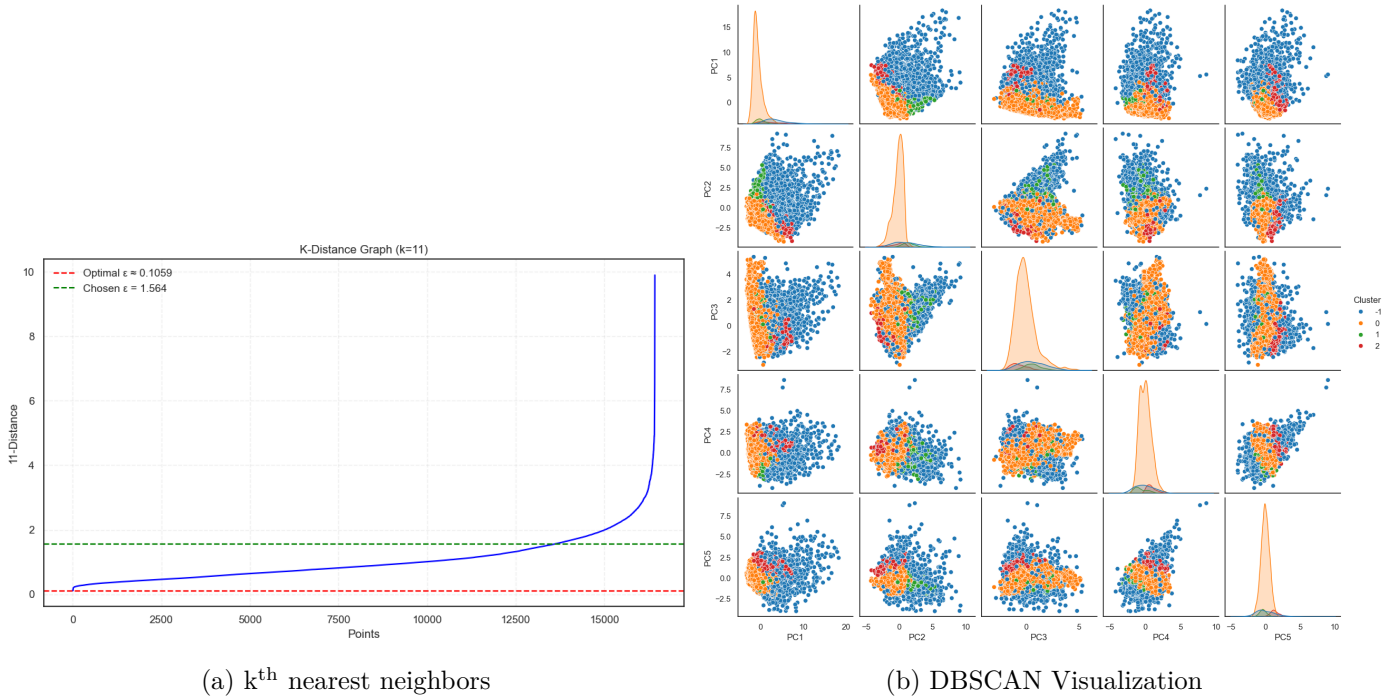 K-Distance Graph (k=11)
Optimal ε ≈ 0.1059
Chosen ε = 1.564
11-Distance
10
8
6
4
2
0
0 2500 5000 7500 10000 12500 15000
Points
(a) kth nearest neighbors
PC1
15
10
5
0
PC2
7.5
5.0
2.5
0.0
−2.5
PC3
4
2
0
−2
PC4
7.5
5.0
2.5
0.0
−2.5
PC5
7.5
5.0
2.5
0.0
−2.5
0 10 20
PC1
−5 0 5 10
PC2
0 5
PC3
−5 0 5 10
PC4
−5 0 5 10
PC5
Cluster
-1
0
1
2
(b) DBSCAN Visualization